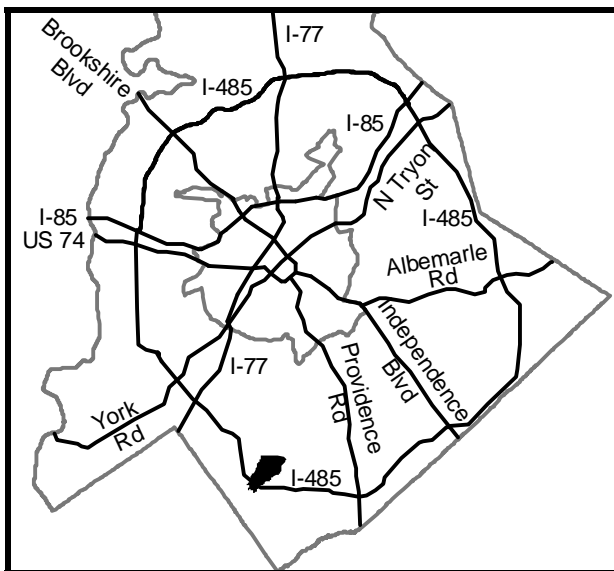 I-77
Brookshire
Blvd
I-485
I-85
N Tryon
St
I-85
US 74
I-485
Albemarle
Rd
Independence
Blvd
Providence
Rd
I-77
York
Rd
I-485